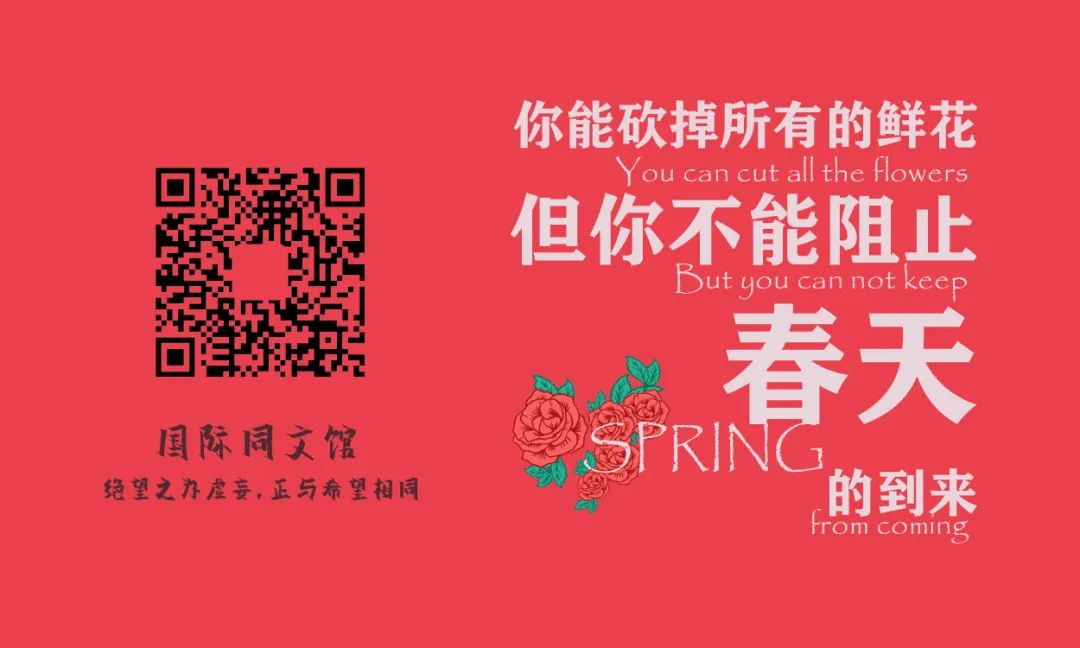 国际同文馆
绝望之为虚妄，正与希望相同
你能砍掉所有的鲜花
You can cut all the flowers
但你不能阻止
But you can not keep
春天
SPRING
的到来
from coming